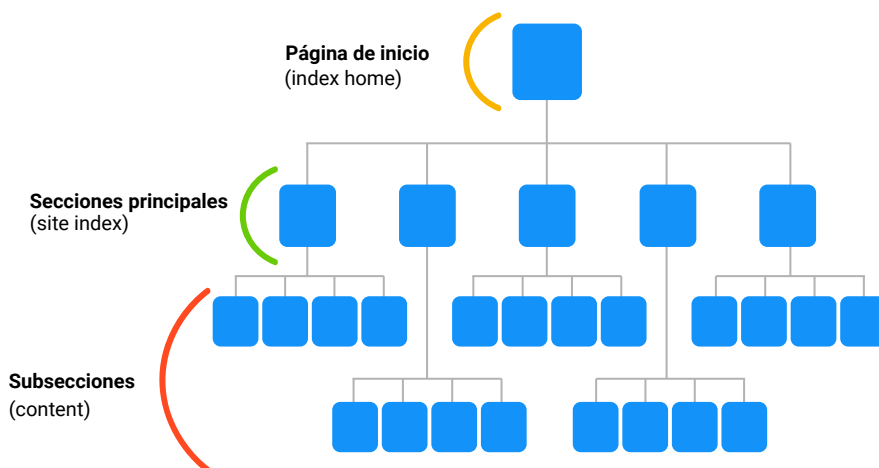 Página de inicio
(index home)
Secciones principales
(site index)
Subsecciones
(content)